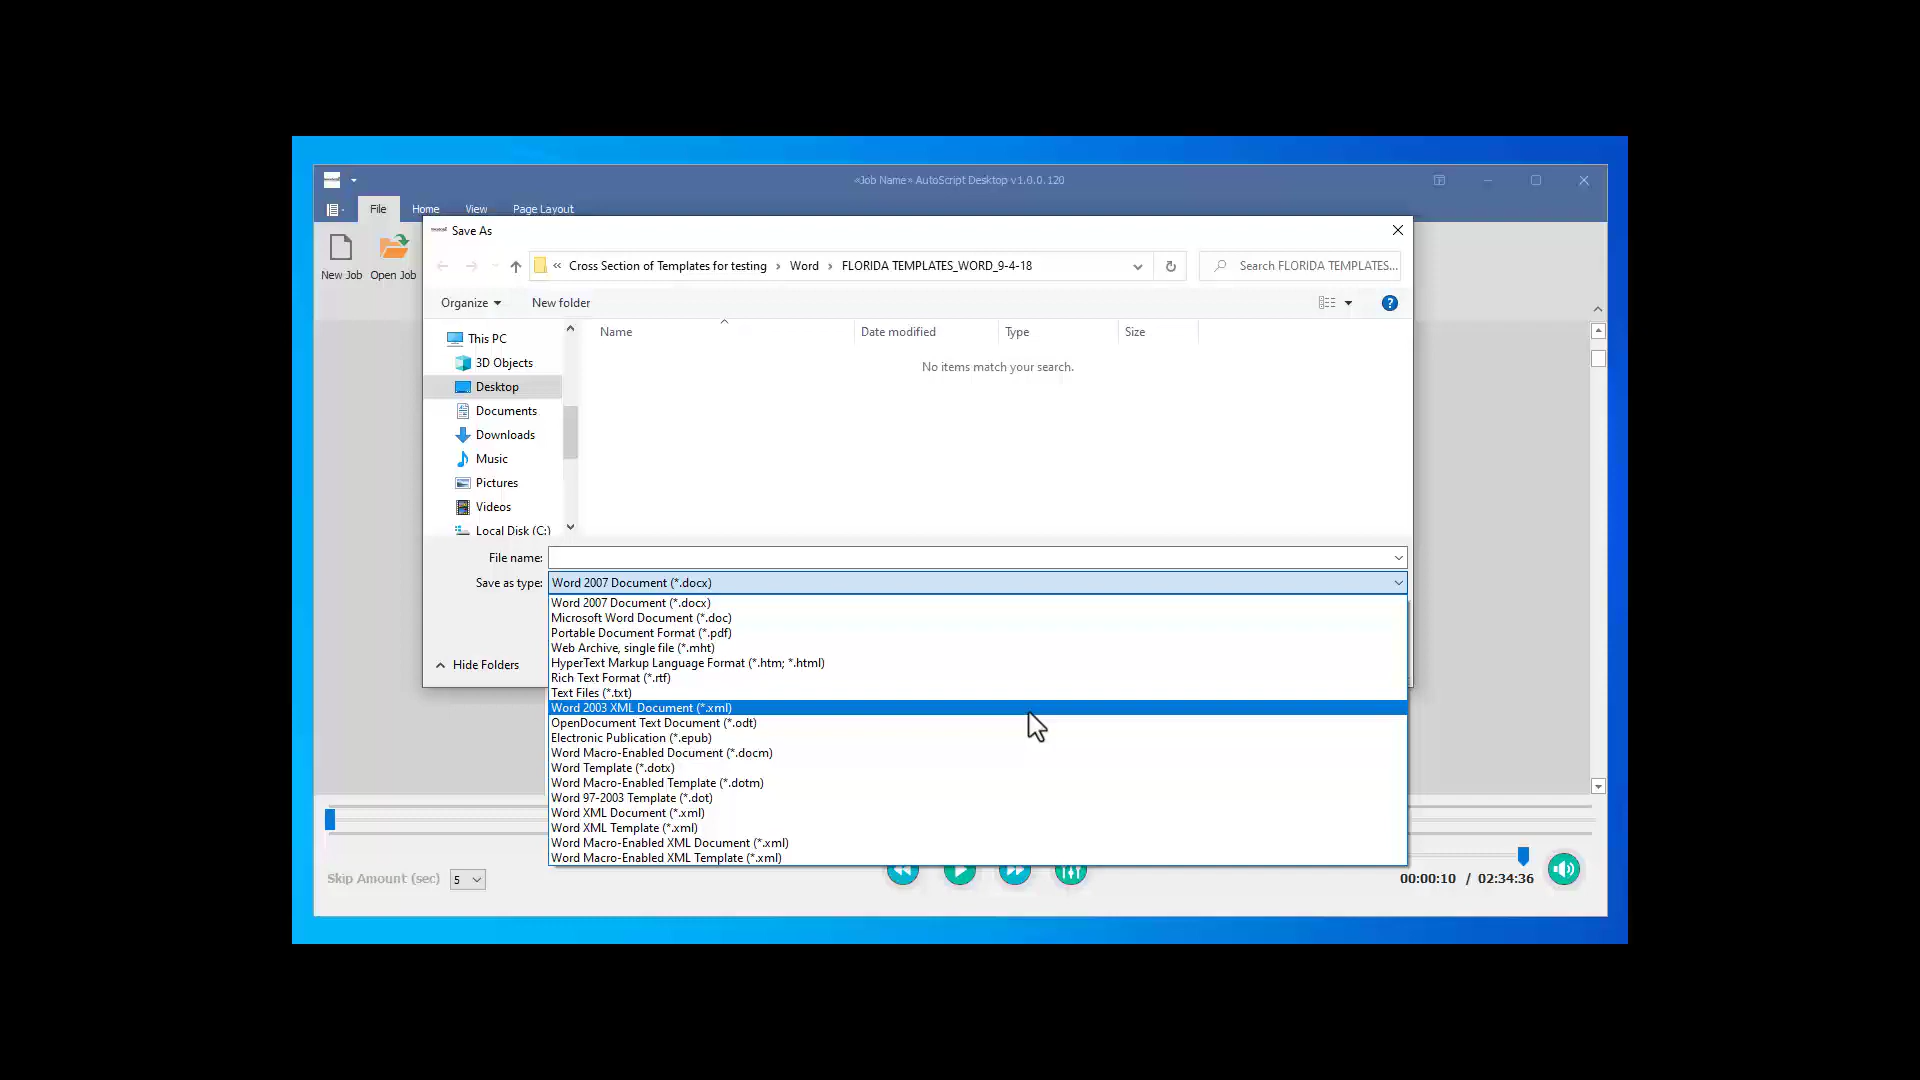 «Job Name» AutoScript Desktop v1.0.0.120
File Home View Page Layout
New Job Open Job
Save As
« Cross Section of Templates for testing › Word › FLORIDA TEMPLATES_WORD_9-4-18
Search FLORIDA TEMPLATES...
Organize New folder
?
Name Date modified Type Size
No items match your search.
This PC
3D Objects
Desktop
Documents
Downloads
Music
Pictures
Videos
Local Disk (C:)
File name:
Save as type: Word 2007 Document (*.docx)
Word 2007 Document (*.docx)
Microsoft Word Document (*.doc)
Portable Document Format (*.pdf)
Web Archive, single file (*.mht)
HyperText Markup Language Format (*.htm; *.html)
Rich Text Format (*.rtf)
Text Files (*.txt)
Word 2003 XML Document (*.xml)
OpenDocument Text Document (*.odt)
Electronic Publication (*.epub)
Word Macro-Enabled Document (*.docm)
Word Template (*.dotx)
Word Macro-Enabled Template (*.dotm)
Word 97-2003 Template (*.dot)
Word XML Document (*.xml)
Word XML Template (*.xml)
Word Macro-Enabled XML Document (*.xml)
Word Macro-Enabled XML Template (*.xml)
Hide Folders
Skip Amount (sec) 5
00:00:10 / 02:34:36